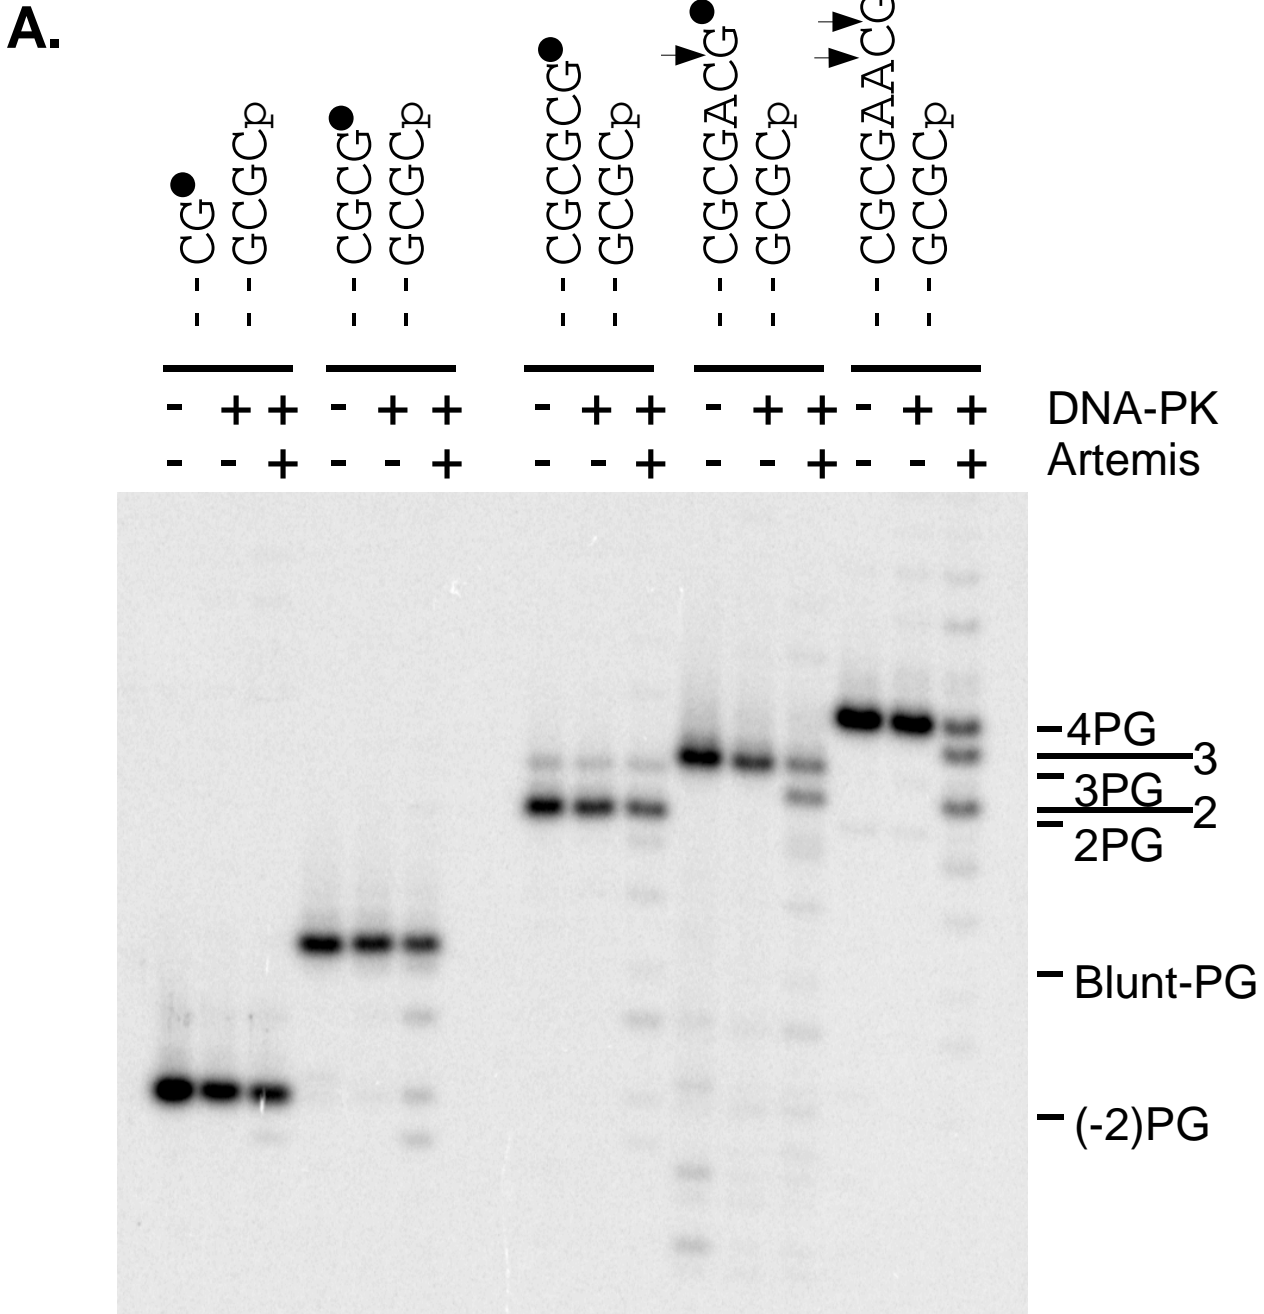 A.
- - CG
- - GCGCp
- - CGCG
- - GCGCp
- - CGCGCG
- - GCGCp
- - CGCGACG
- - GCGCp
- - CGCGAACG
- - GCGCp
- + + - + + - + + - + + - + + DNA-PK
- - + - - + - - + - - + - - + Artemis
4PG
3
3PG
2
2PG
Blunt-PG
(-2)PG